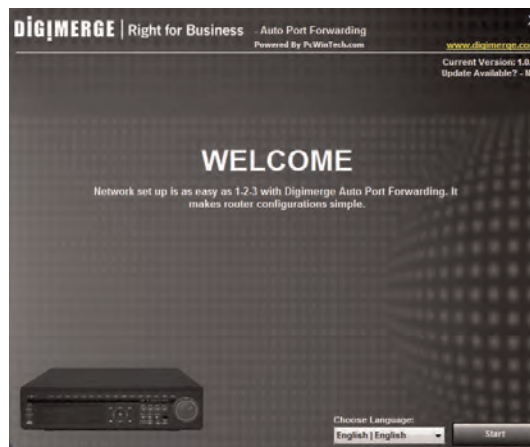 DIGIMERGE | Right for Business - Auto Port Forwarding
Powered By PcWinTech.com
www.digimerge.co
Current Version: 1.0.
Update Available? - N
WELCOME
Network set up is as easy as 1-2-3 with Digimerge Auto Port Forwarding. It
makes router configurations simple.
Choose Language:
English | English
Start